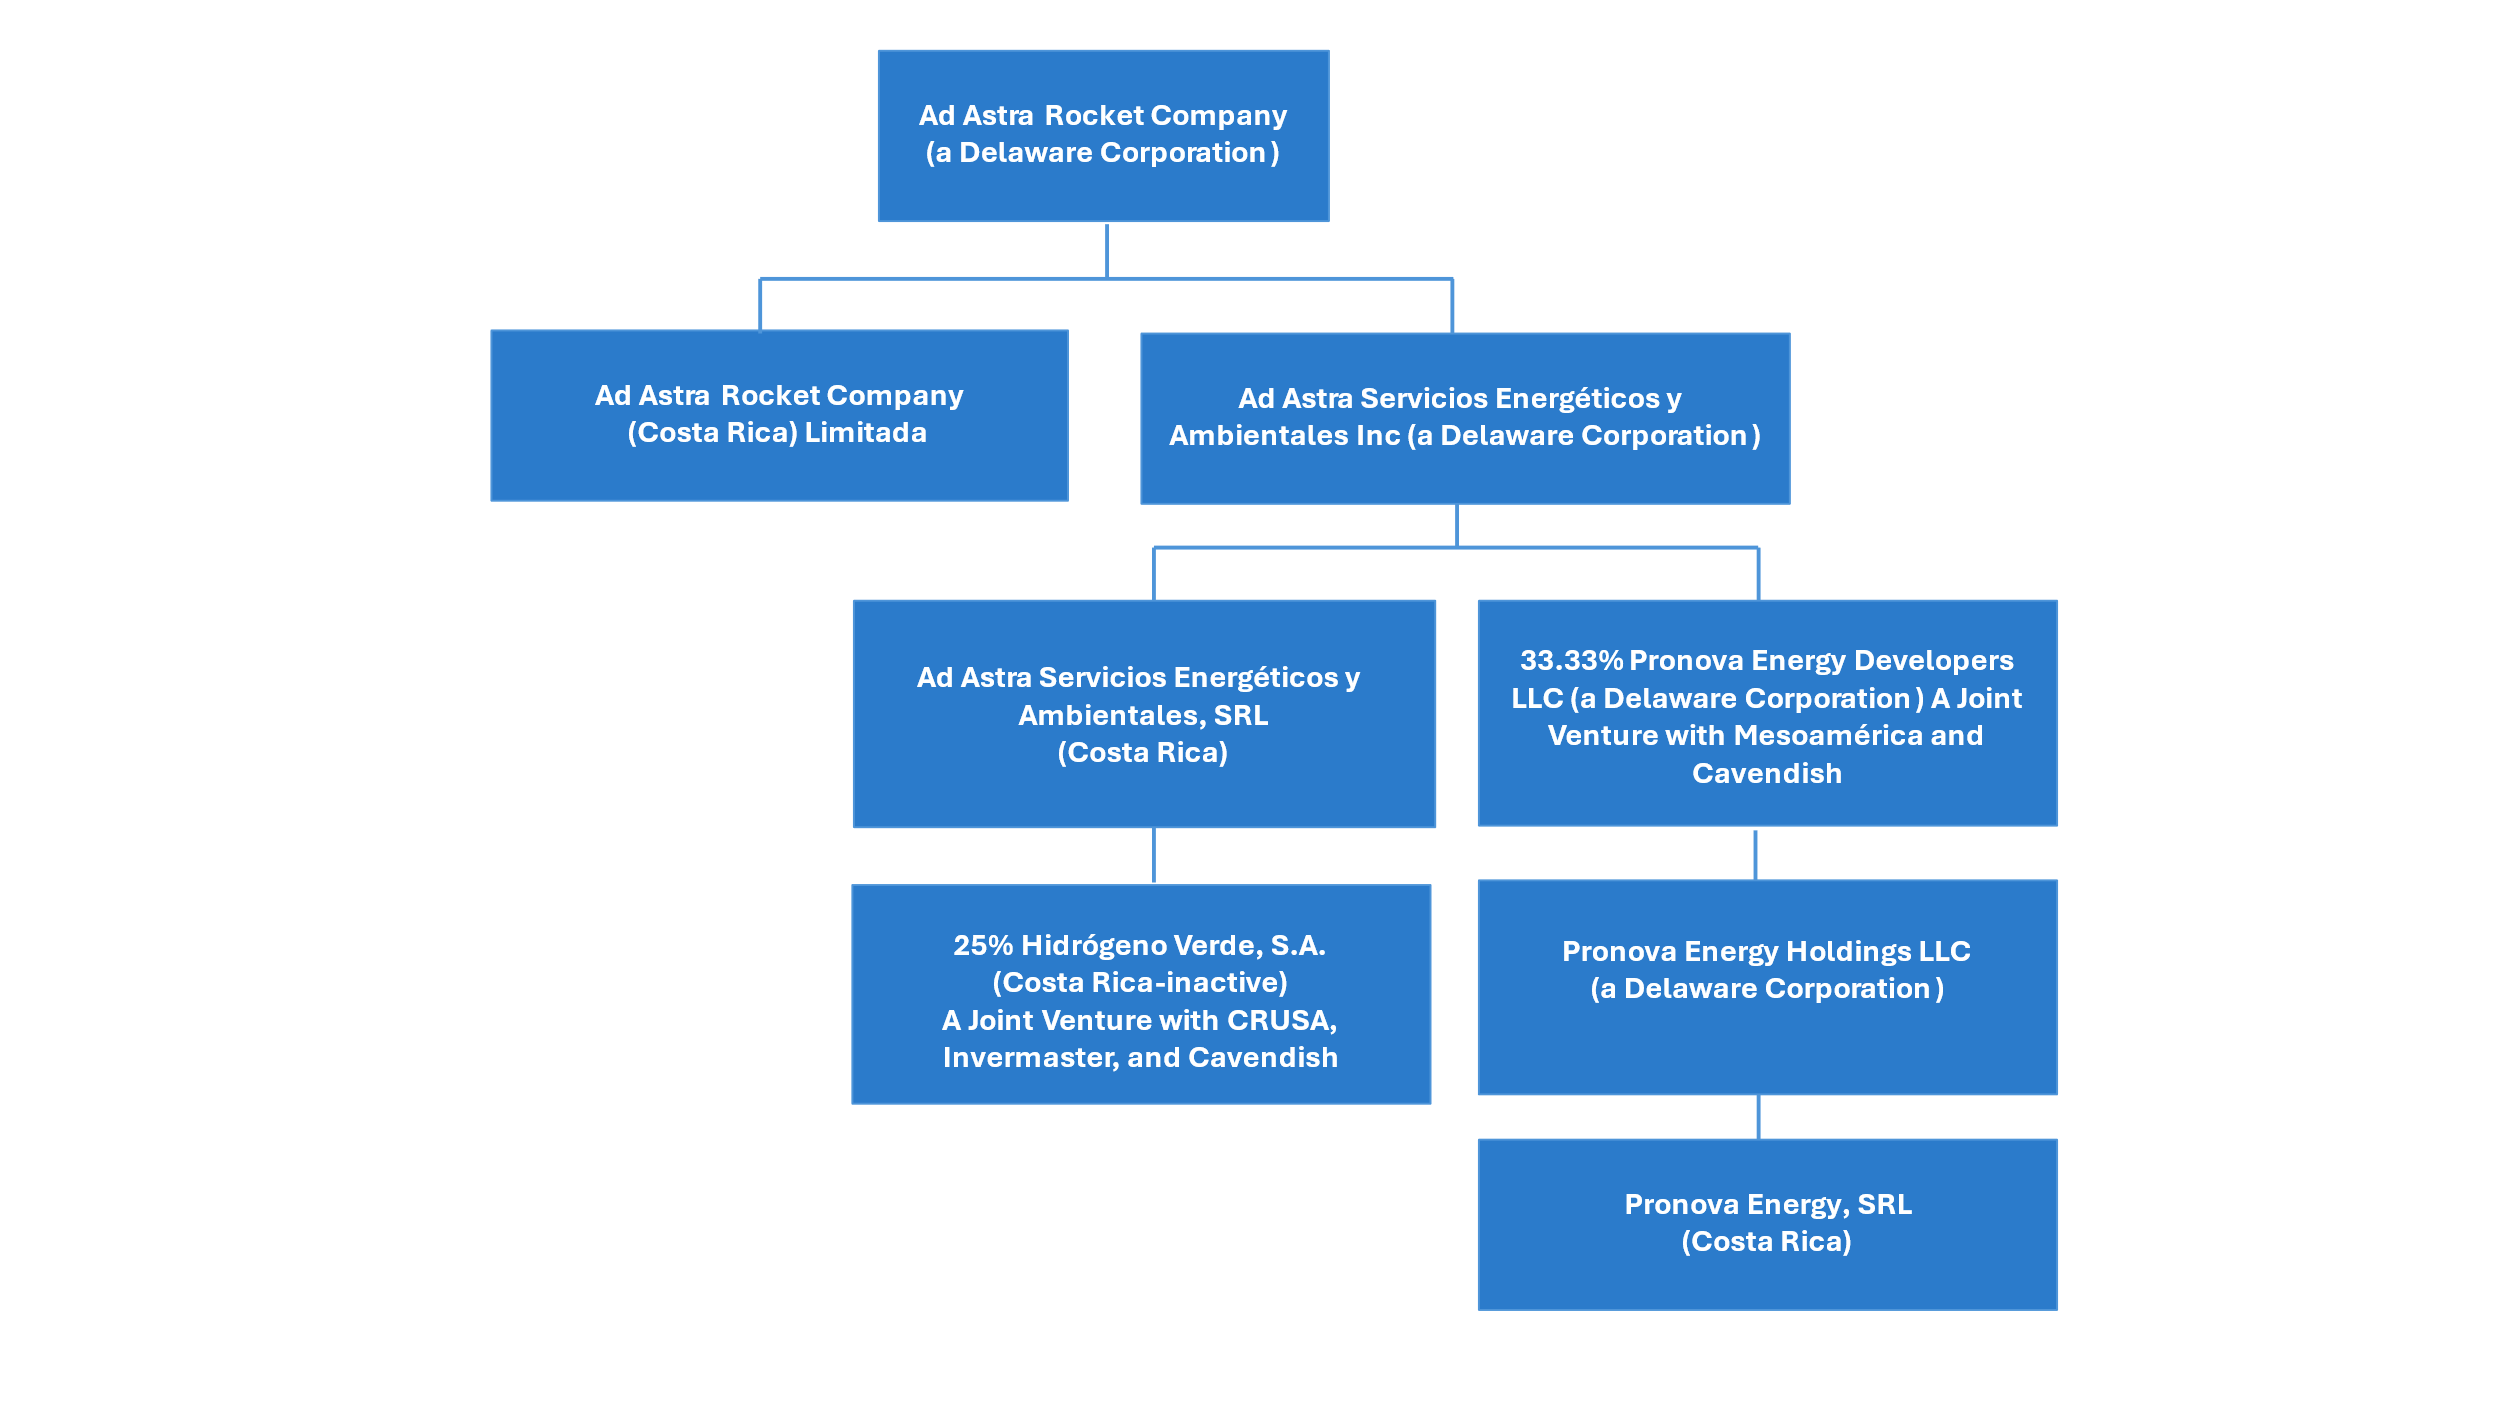 Ad Astra Rocket Company
(a Delaware Corporation)
Ad Astra Rocket Company
(Costa Rica) Limitada
Ad Astra Servicios Energéticos y
Ambientales Inc (a Delaware Corporation)
Ad Astra Servicios Energéticos y
Ambientales, SRL
(Costa Rica)
33.33% Pronova Energy Developers
LLC (a Delaware Corporation) A Joint
Venture with Mesoamérica and
Cavendish
25% Hidrógeno Verde, S.A.
(Costa Rica-inactive)
A Joint Venture with CRUSA,
Invermaster, and Cavendish
Pronova Energy Holdings LLC
(a Delaware Corporation)
Pronova Energy, SRL
(Costa Rica)